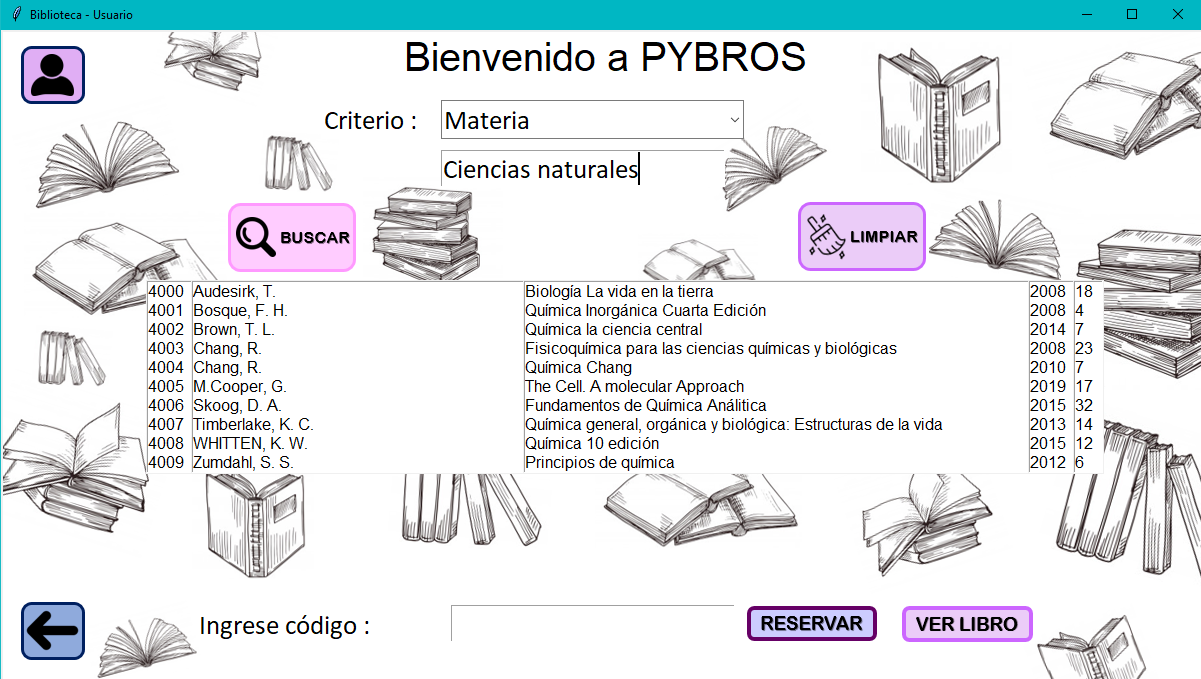 Biblioteca - Usuario
Bienvenido a PYBROS
Criterio : Materia
Ciencias naturales
BUSCAR LIMPIAR
4000 Audesirk, T. Biología La vida en la tierra 2008 18
4001 Bosque, F. H. Química Inorgánica Cuarta Edición 2008 4
4002 Brown, T. L. Química la ciencia central 2014 7
4003 Chang, R. Fisicoquímica para las ciencias químicas y biológicas 2008 23
4004 Chang, R. Química Chang 2010 7
4005 M.Cooper, G. The Cell. A molecular Approach 2019 17
4006 Skoog, D. A. Fundamentos de Química Análitica 2015 32
4007 Timberlake, K. C. Química general, orgánica y biológica: Estructuras de la vida 2013 14
4008 WHITTEN, K. W. Química 10 edición 2015 12
4009 Zumdahl, S. S. Principios de química 2012 6
Ingrese código : RESERVAR VER LIBRO